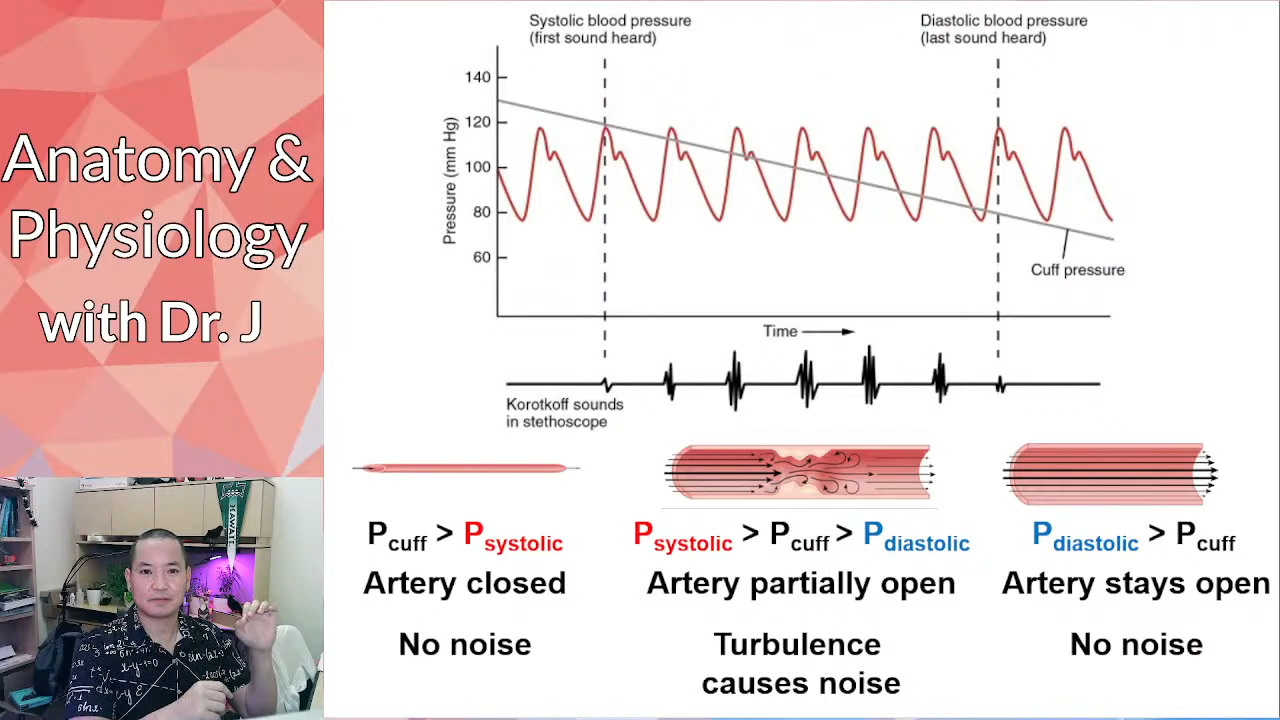 Anatomy &
Physiology
with Dr. J
Systolic blood pressure
(first sound heard)
Diastolic blood pressure
(last sound heard)
Pressure (mm Hg)
140
120
100
80
60
Cuff pressure
Time
Korotkoff sounds
in stethoscope
Pcuff > Psystolic
Artery closed
No noise
Psystolic > Pcuff > Pdiastolic
Artery partially open
Turbulence
causes noise
Pdiastolic > Pcuff
Artery stays open
No noise
HAWAI'I